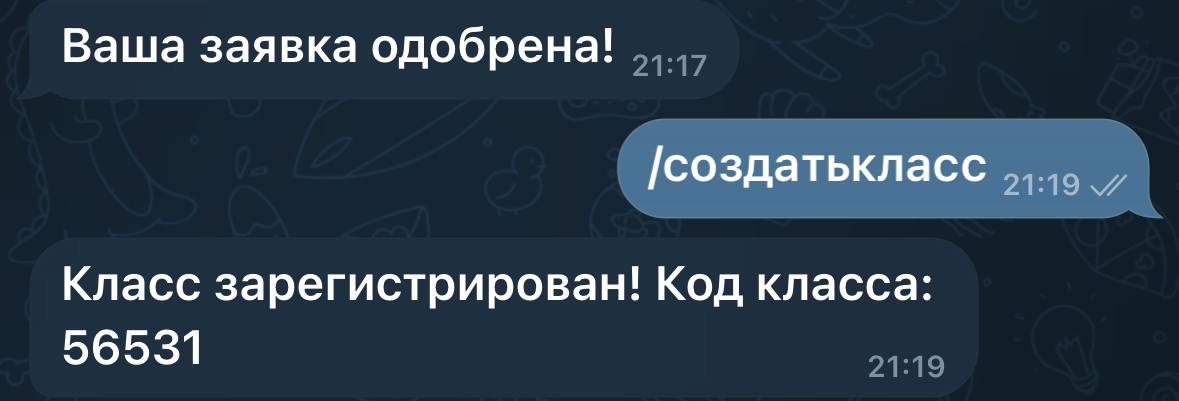 Ваша заявка одобрена! 21:17
/создатькласс 21:19
Класс зарегистрирован! Код класса:
56531 21:19